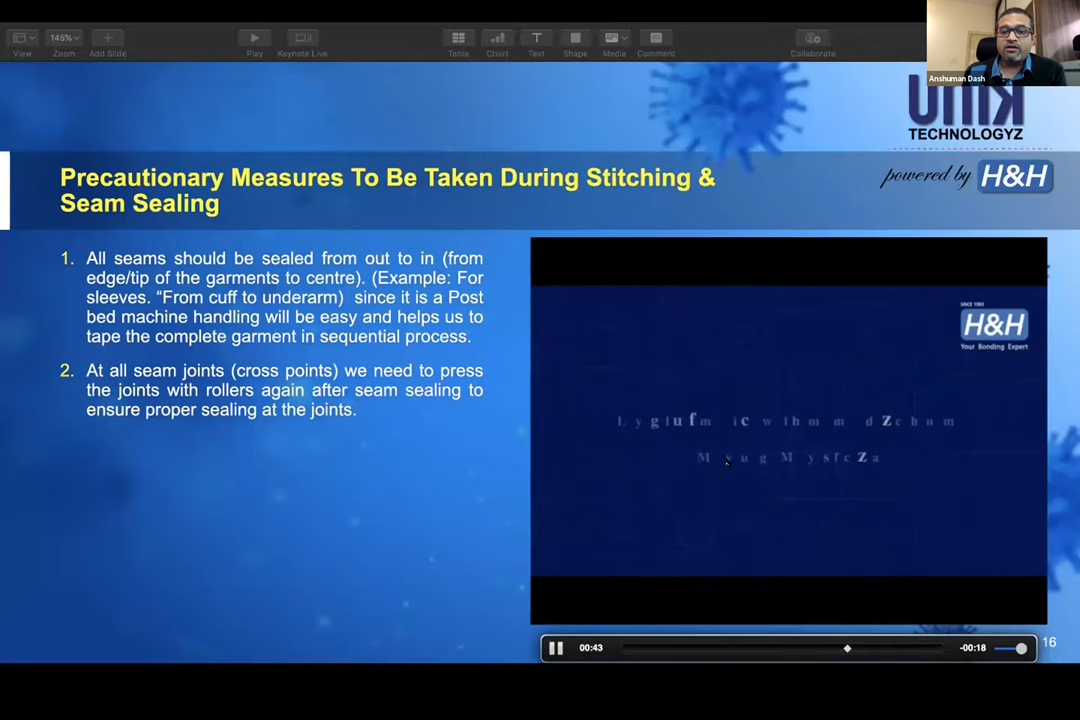 145%
View
Zoom
Add Slide
Play
Keynote Live
Table
Chart
Text
Shape
Media
Comment
Collaborate
Anshuman Dash
unik
TECHNOLOGYZ
powered by H&H
Precautionary Measures To Be Taken During Stitching &
Seam Sealing
1. All seams should be sealed from out to in (from
edge/tip of the garments to centre). (Example: For
sleeves. “From cuff to underarm) since it is a Post
bed machine handling will be easy and helps us to
tape the complete garment in sequential process.
2. At all seam joints (cross points) we need to press
the joints with rollers again after seam sealing to
ensure proper sealing at the joints.
SINCE 1993
H&H
Your Bonding Expert
00:43
-00:18
16